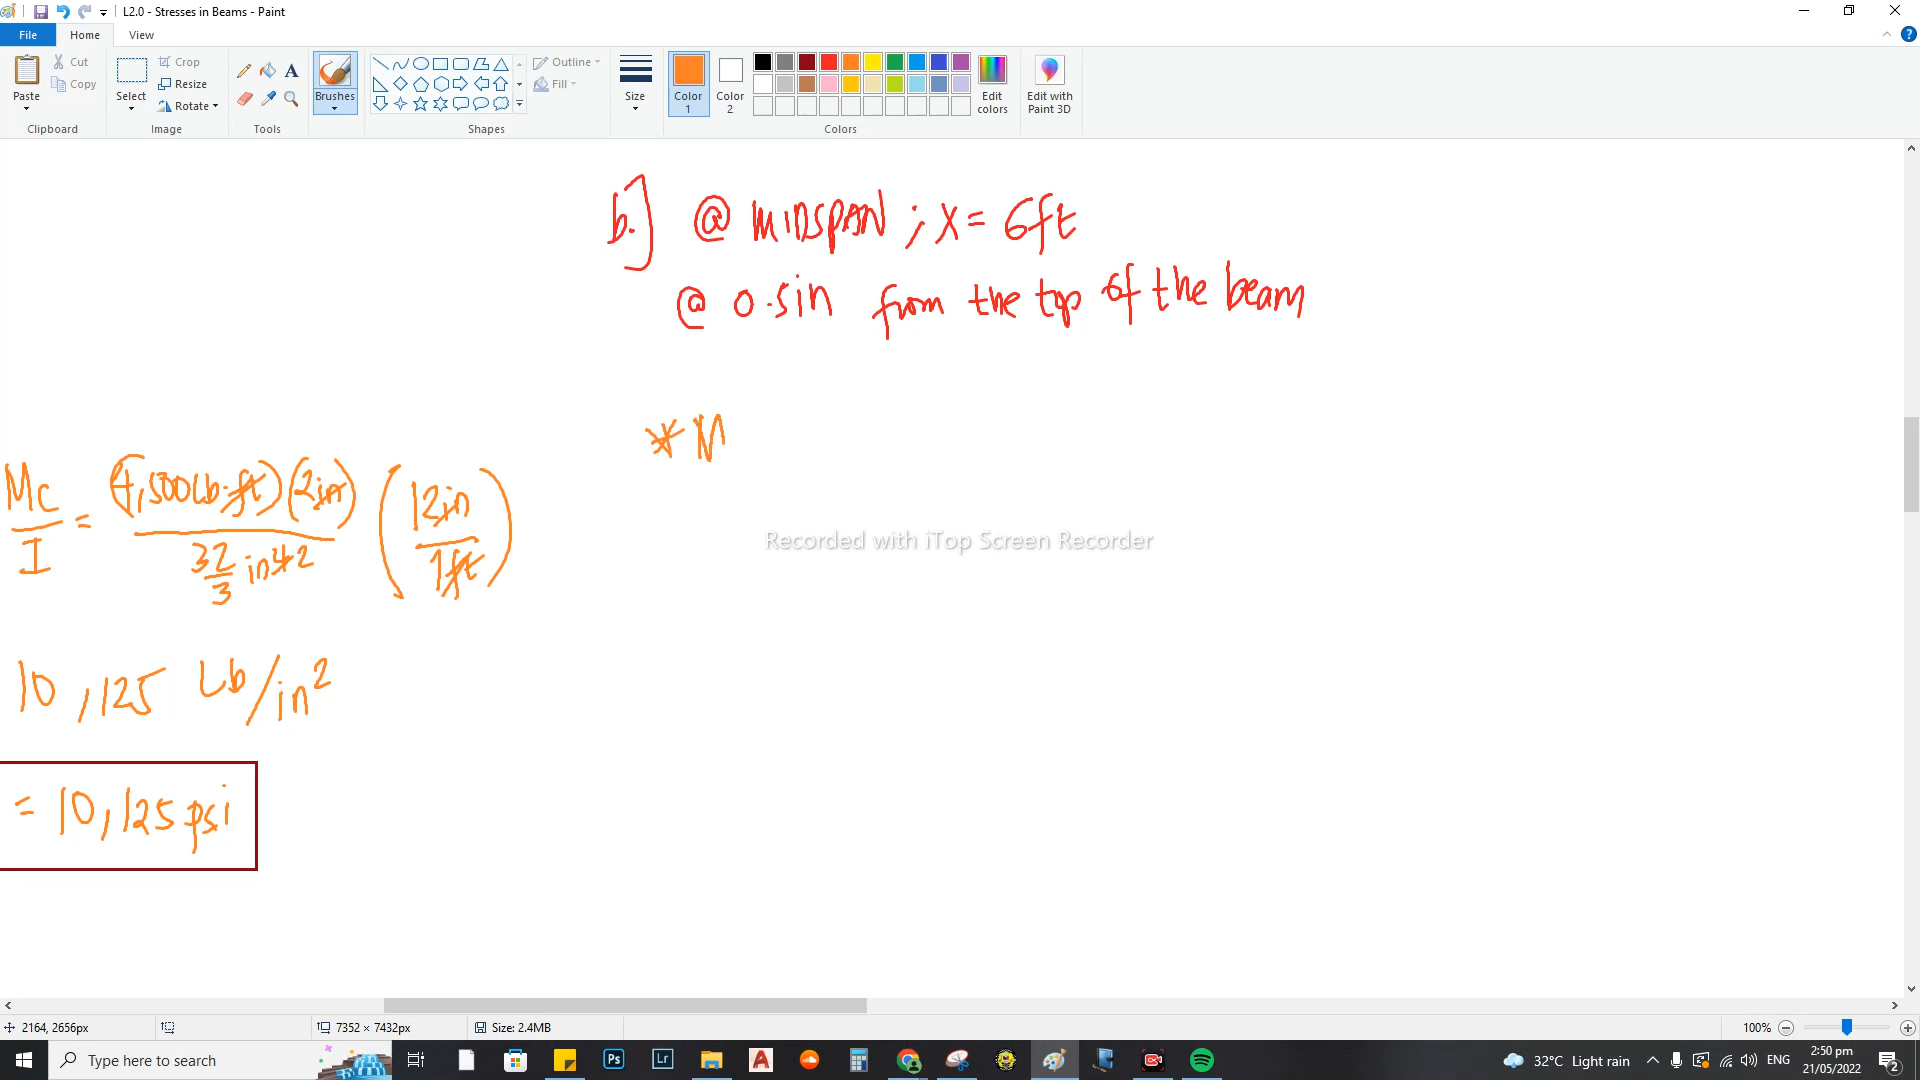 L2.0 - Stresses in Beams - Paint
File Home View
Paste Cut Copy Clipboard
Select Crop Resize Rotate Image
Tools
Brushes
Outline Fill Shapes
Size
Color 1 Color 2 Edit colors Colors
Edit with Paint 3D
b.] @ MIDSPAN ; X = 6ft
@ 0.5in from the top of the beam
* M
Mc/I = (4,500Lb·ft)(2in) / 32/3 in⁴2 (12in/1ft)
10,125 Lb/in²
= 10,125 psi
Recorded with iTop Screen Recorder
2164, 2656px 7352 × 7432px Size: 2.4MB 100%
Type here to search
Ps Lr
32°C Light rain ENG 2:50 pm 21/05/2022 2